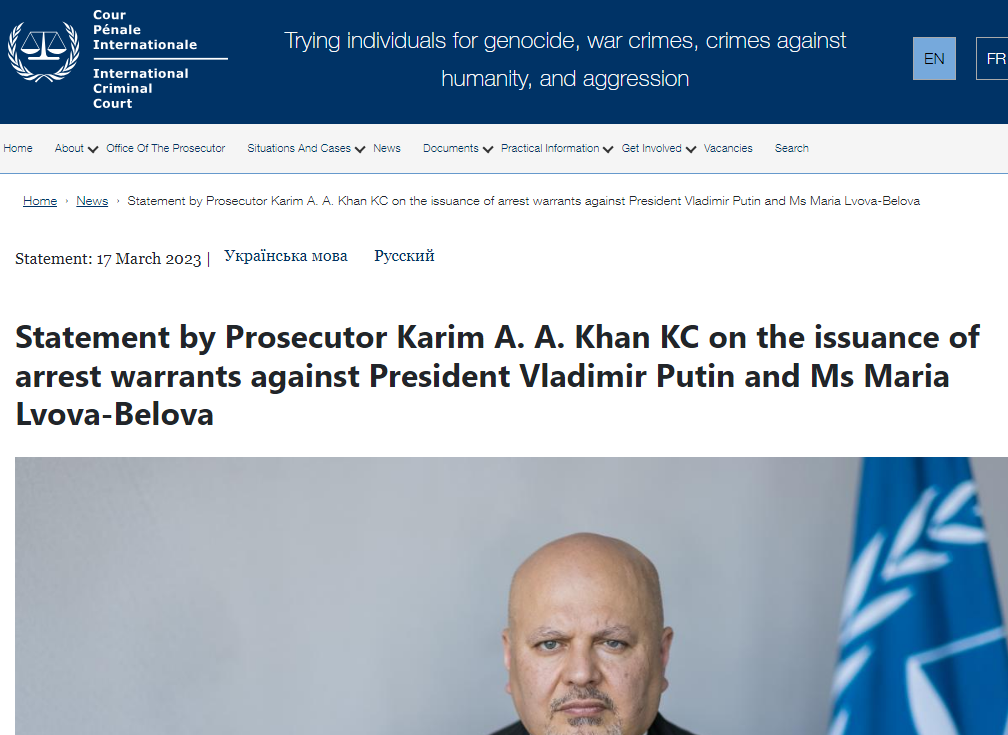 Cour
Pénale
Internationale
International
Criminal
Court
Trying individuals for genocide, war crimes, crimes against
humanity, and aggression
EN
FR
Home About Office Of The Prosecutor Situations And Cases News Documents Practical Information Get Involved Vacancies Search
Home › News › Statement by Prosecutor Karim A. A. Khan KC on the issuance of arrest warrants against President Vladimir Putin and Ms Maria Lvova-Belova
Statement: 17 March 2023 | Українська мова Русский
Statement by Prosecutor Karim A. A. Khan KC on the issuance of
arrest warrants against President Vladimir Putin and Ms Maria
Lvova-Belova